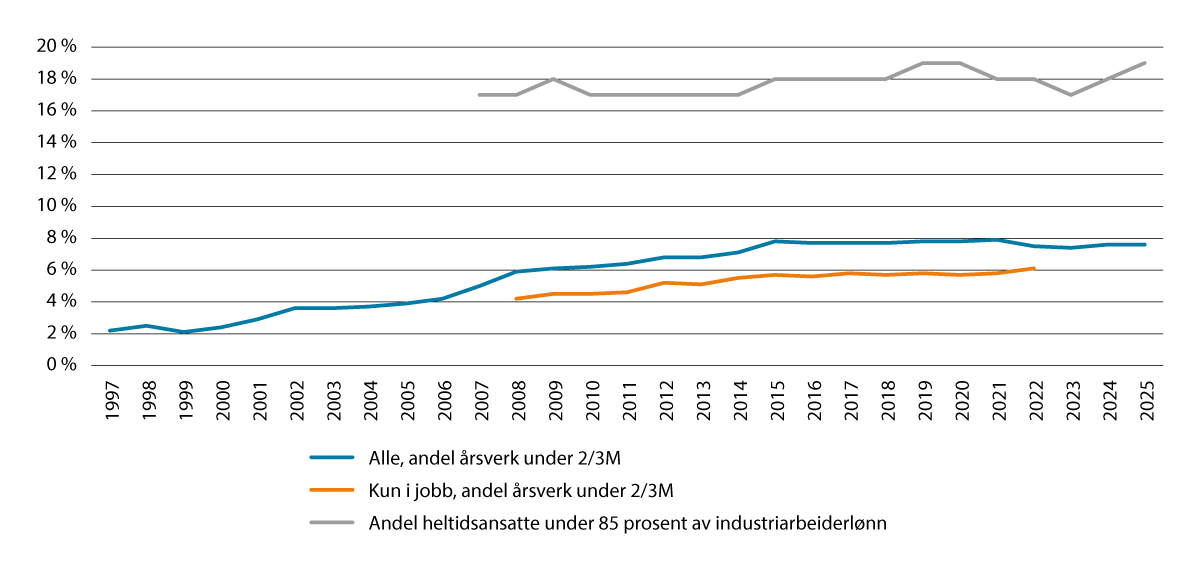 20 %
18 %
16 %
14 %
12 %
10 %
8 %
6 %
4 %
2 %
0 %
1997 1998 1999 2000 2001 2002 2003 2004 2005 2006 2007 2008 2009 2010 2011 2012 2013 2014 2015 2016 2017 2018 2019 2020 2021 2022 2023 2024 2025
Alle, andel årsverk under 2/3M
Kun i jobb, andel årsverk under 2/3M
Andel heltidsansatte under 85 prosent av industriarbeiderlønn